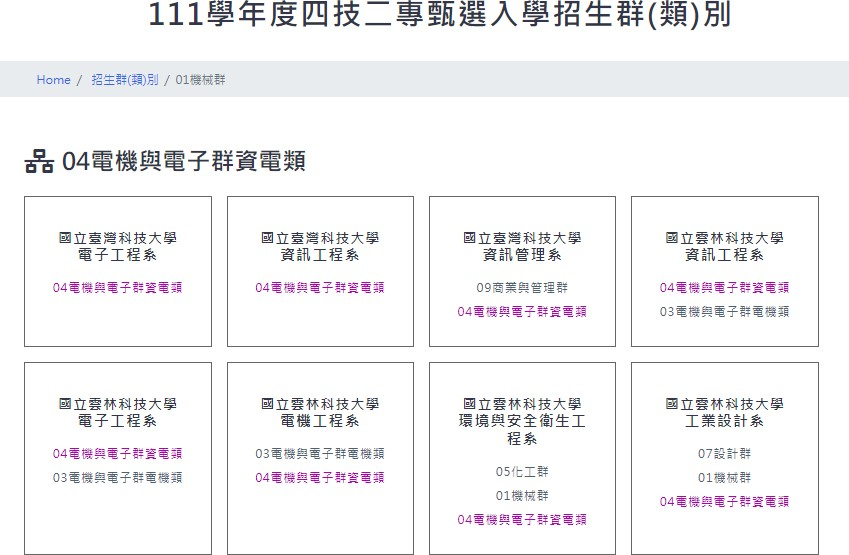 111學年度四技二專甄選入學招生群(類)別
Home / 招生群(類)別 / 01機械群
04電機與電子群資電類
國立臺灣科技大學
電子工程系
04電機與電子群資電類
國立臺灣科技大學
資訊工程系
04電機與電子群資電類
國立臺灣科技大學
資訊管理系
09商業與管理群
04電機與電子群資電類
國立雲林科技大學
資訊工程系
04電機與電子群資電類
03電機與電子群電機類
國立雲林科技大學
電子工程系
04電機與電子群資電類
03電機與電子群電機類
國立雲林科技大學
電機工程系
03電機與電子群電機類
04電機與電子群資電類
國立雲林科技大學
環境與安全衛生工
程系
05化工群
01機械群
04電機與電子群資電類
國立雲林科技大學
工業設計系
07設計群
01機械群
04電機與電子群資電類